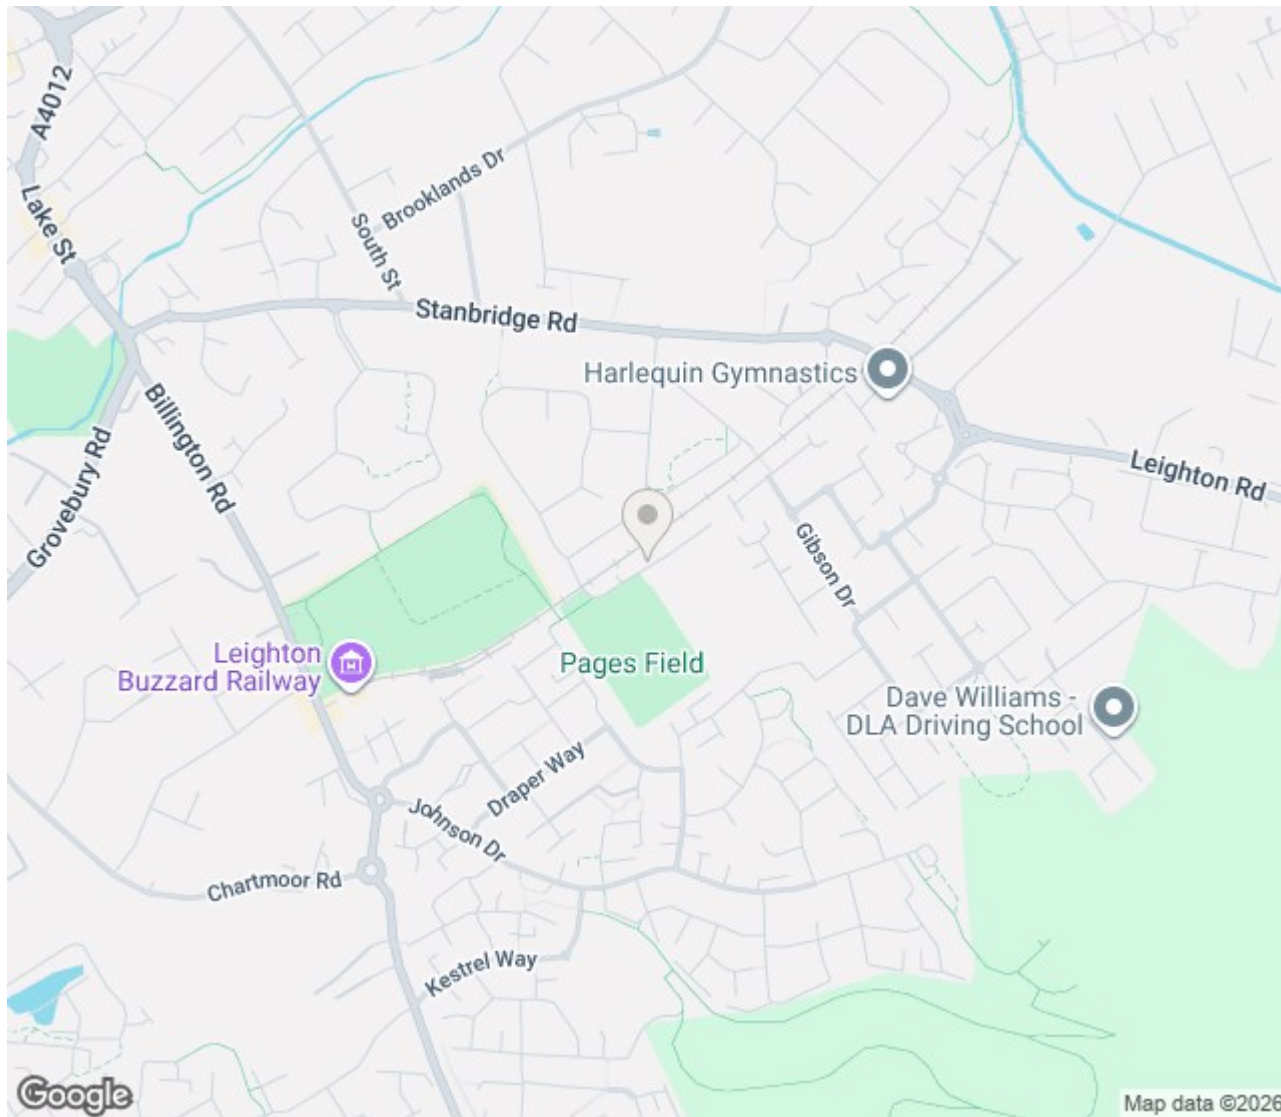 A4012
Lake St
Brooklands Dr
South St
Stanbridge Rd
Harlequin Gymnastics
Billington Rd
Grovebury Rd
Leighton Rd
Gibson Dr
Leighton
Buzzard Railway
Pages Field
Dave Williams -
DLA Driving School
Draper Way
Johnson Dr
Chartmoor Rd
Kestrel Way
Google
Map data ©2026